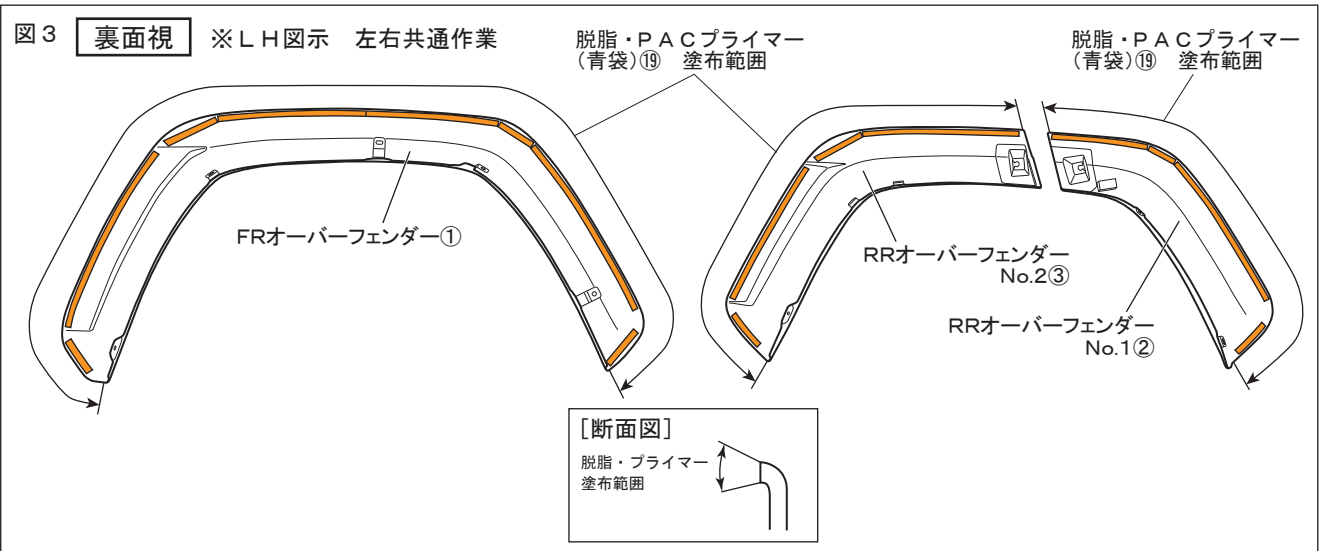 図3 裏面視 ※LH図示 左右共通作業
脱脂・PACプライマー
(青袋)⑲ 塗布範囲
脱脂・PACプライマー
(青袋)⑲ 塗布範囲
FRオーバーフェンダー①
RRオーバーフェンダー
No.2③
RRオーバーフェンダー
No.1②
[断面図]
脱脂・プライマー
塗布範囲